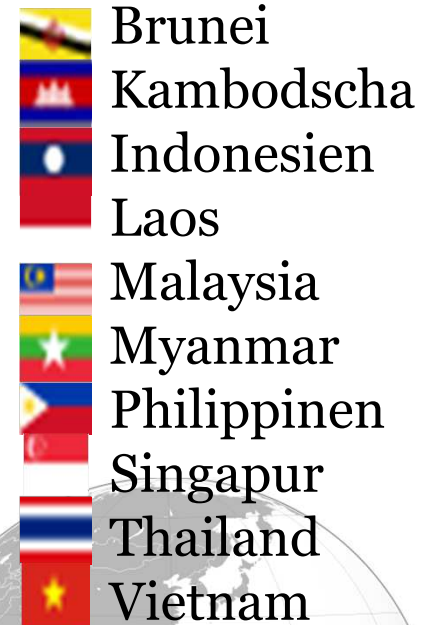 Brunei
Kambodscha
Indonesien
Laos
Malaysia
Myanmar
Philippinen
Singapur
Thailand
Vietnam